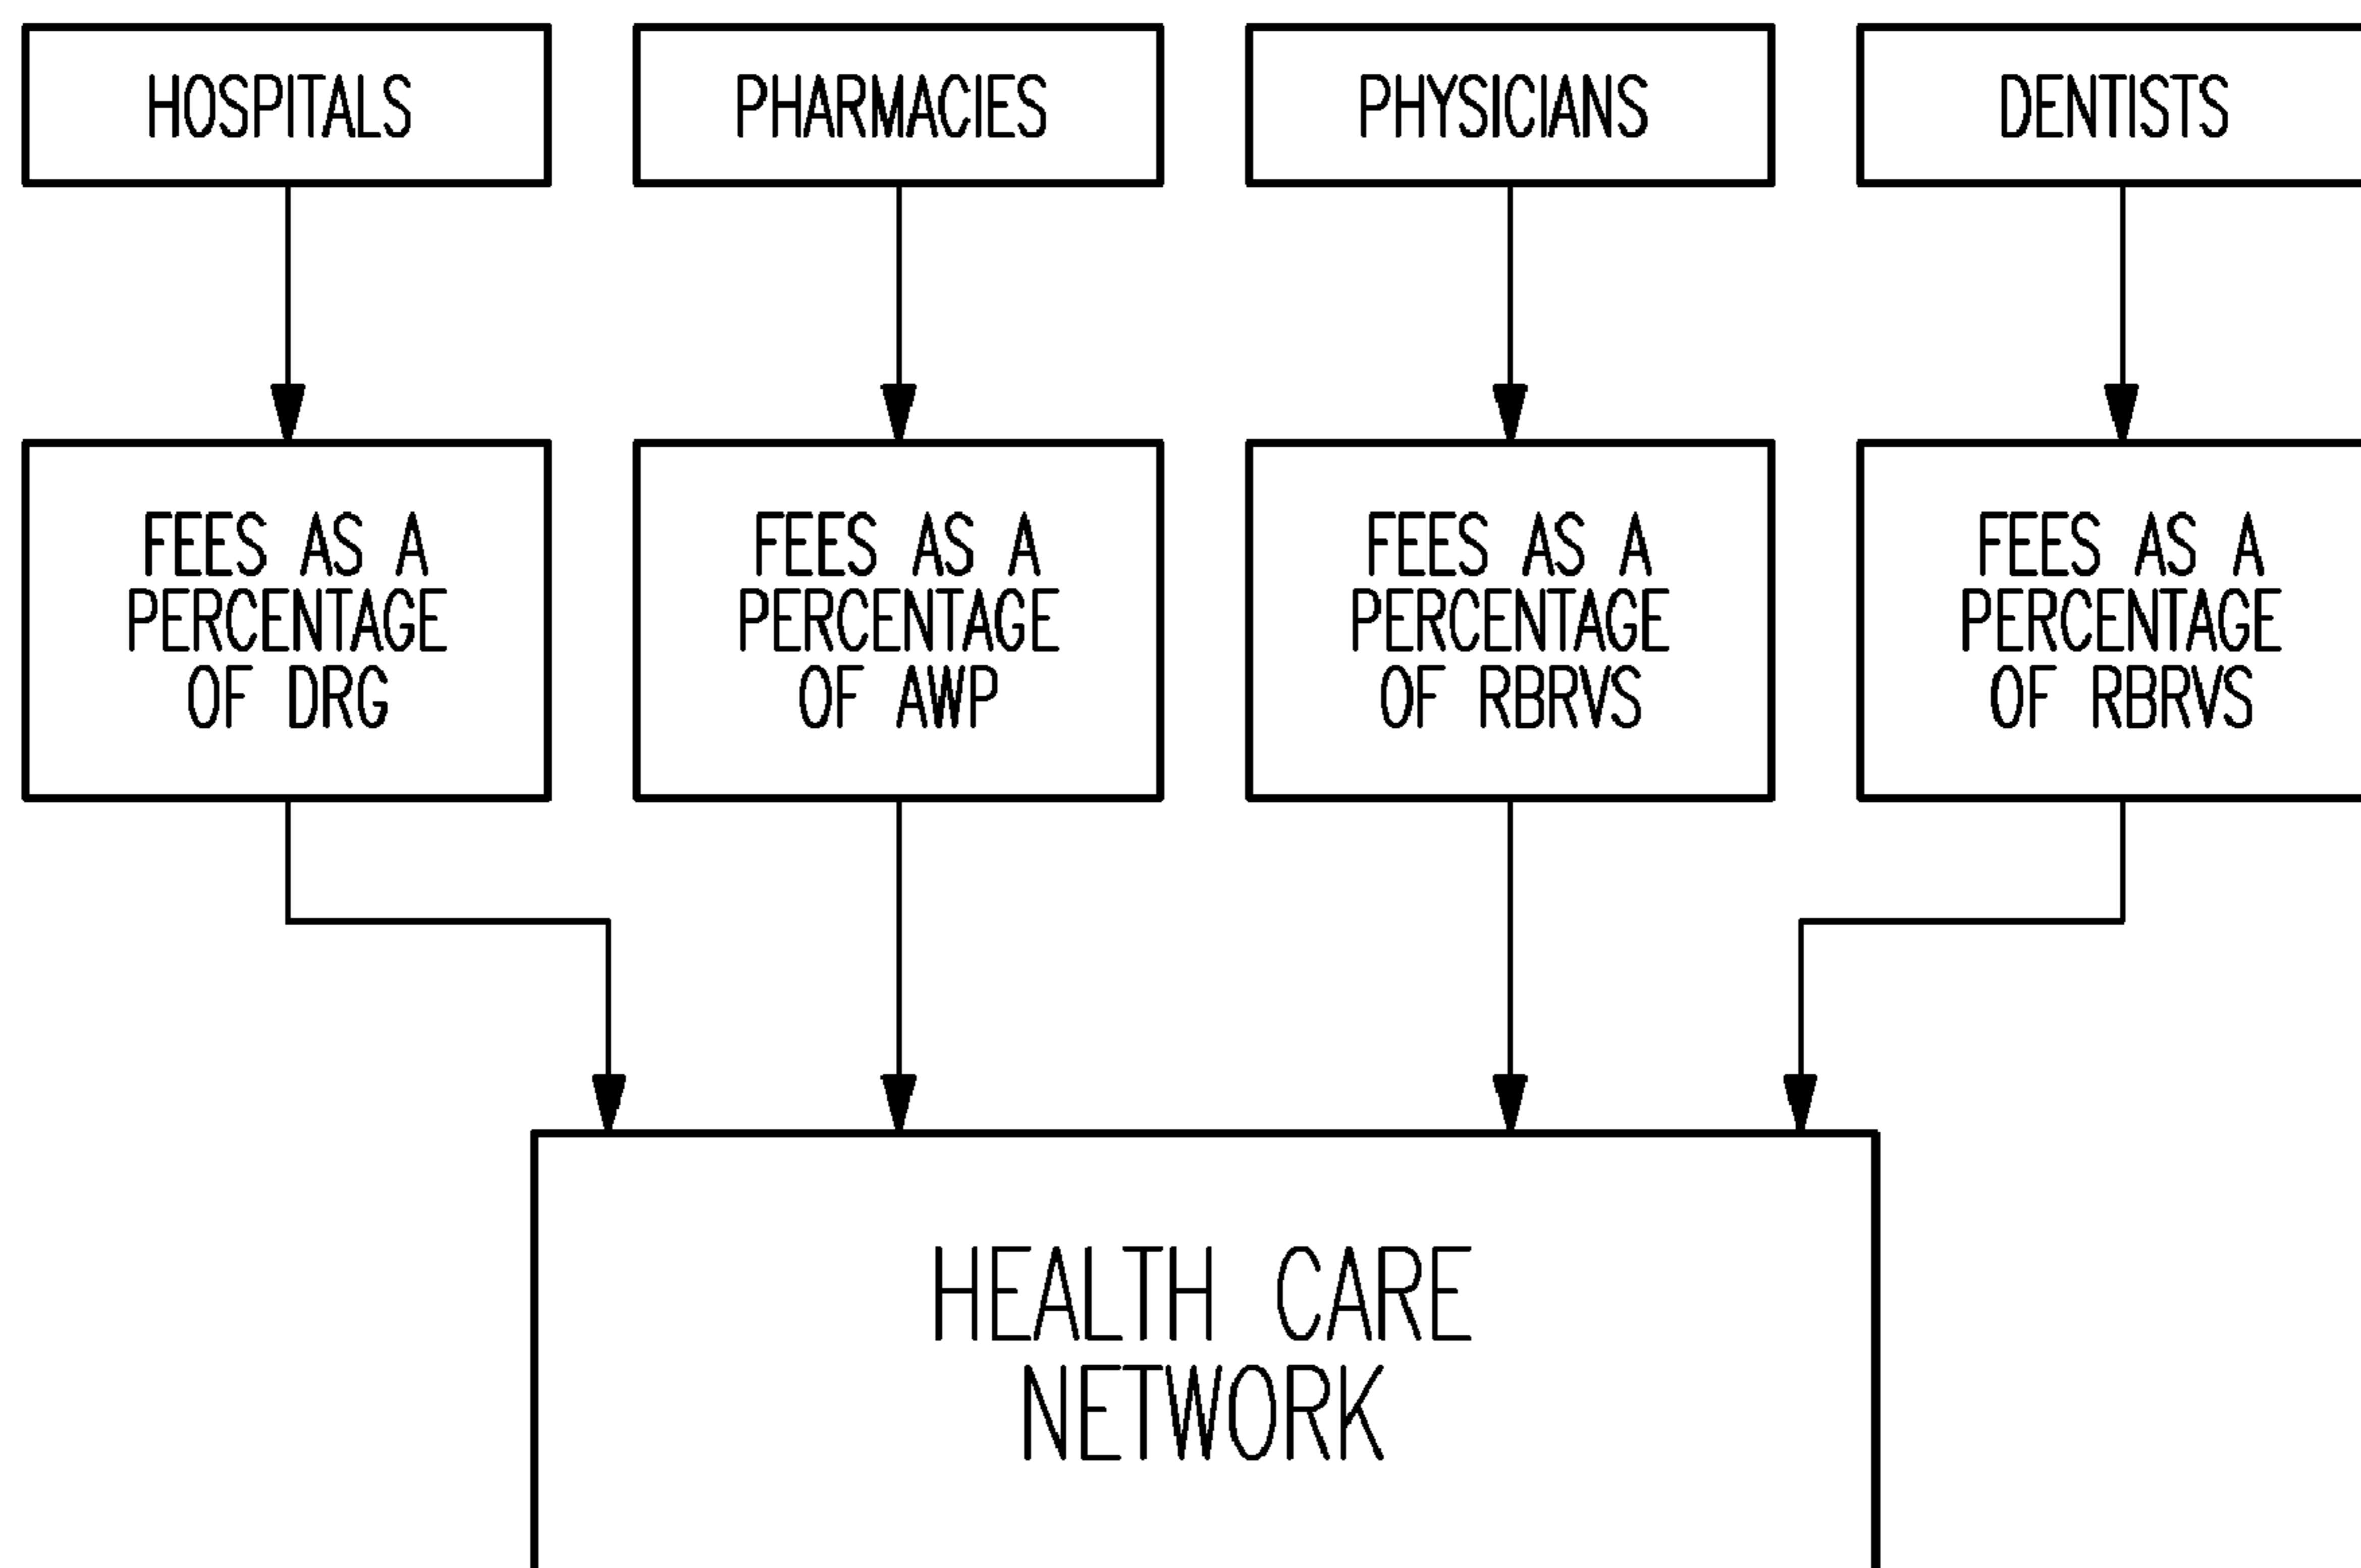 HOSPITALS
PHARMACIES
PHYSICIANS
DENTISTS
FEES AS A
PERCENTAGE
OF DRG
FEES AS A
PERCENTAGE
OF AWP
FEES AS A
PERCENTAGE
OF RBRVS
FEES AS A
PERCENTAGE
OF RBRVS
HEALTH CARE
NETWORK